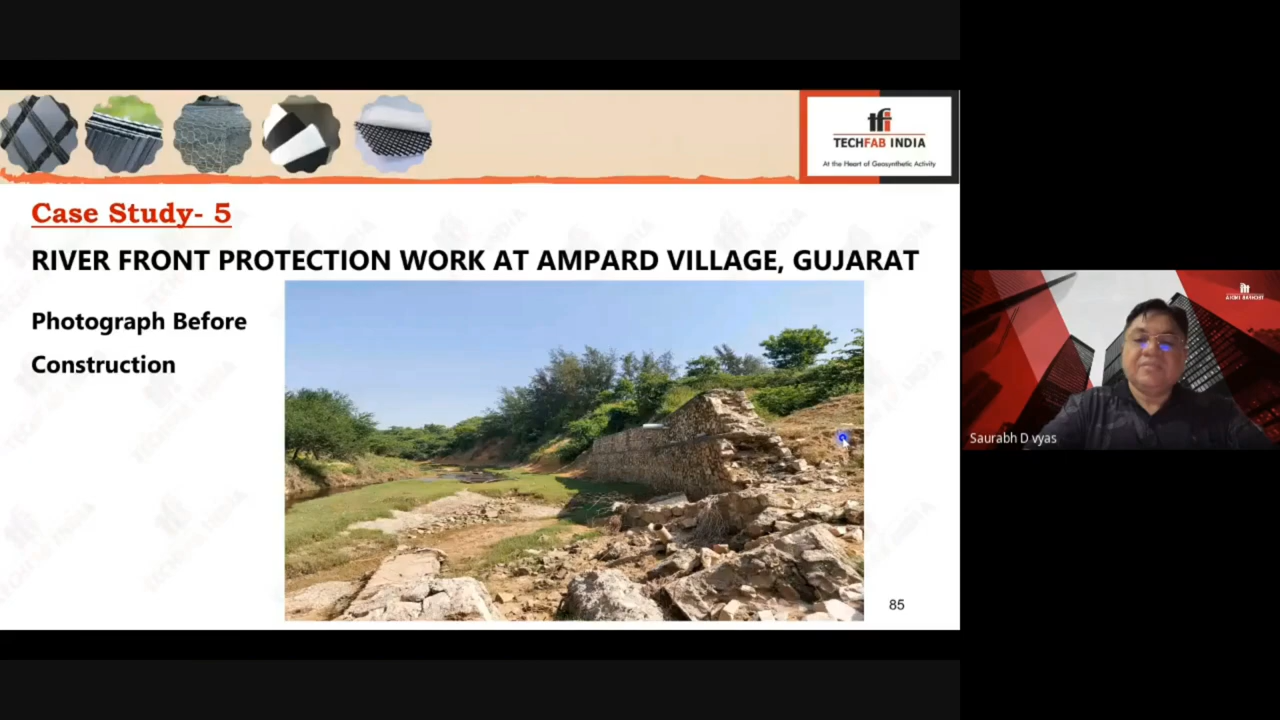 tfi
TECHFAB INDIA
At the Heart of Geosynthetic Activity
Case Study- 5
RIVER FRONT PROTECTION WORK AT AMPARD VILLAGE, GUJARAT
Photograph Before
Construction
85
Saurabh D vyas